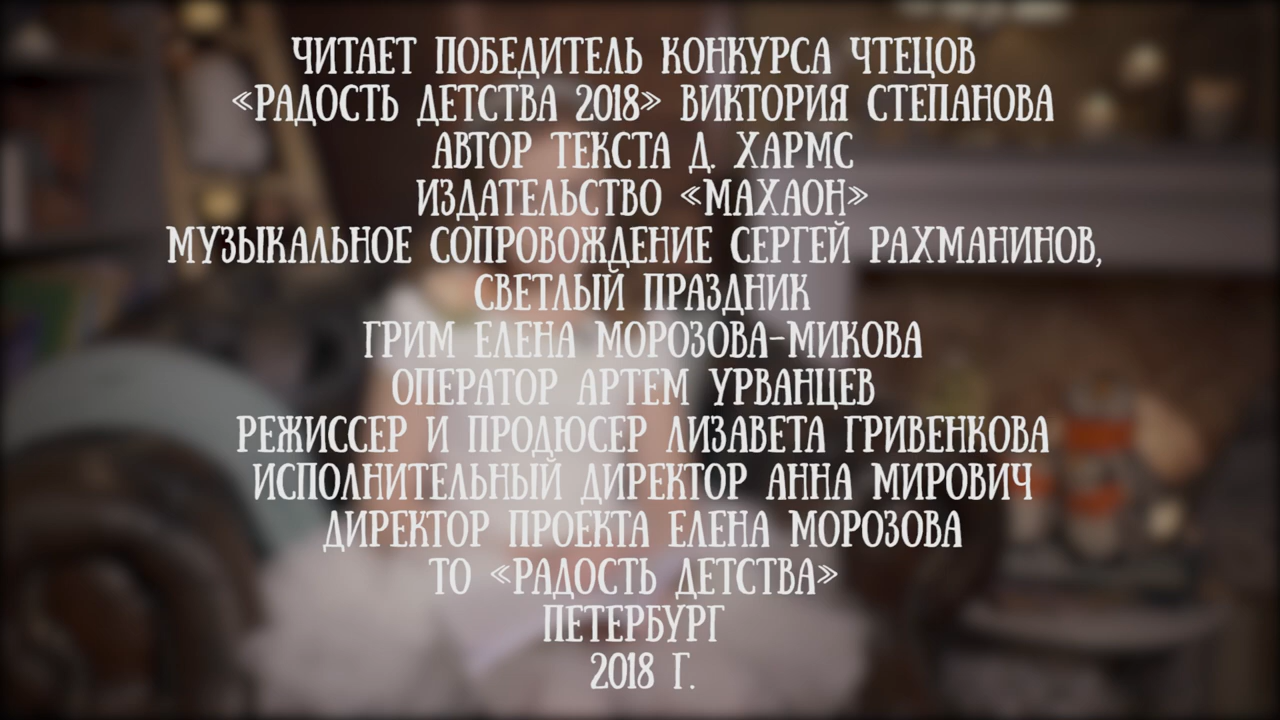 ЧИТАЕТ ПОБЕДИТЕЛЬ КОНКУРСА ЧТЕЦОВ
«РАДОСТЬ ДЕТСТВА 2018» ВИКТОРИЯ СТЕПАНОВА
АВТОР ТЕКСТА Д. ХАРМС
ИЗДАТЕЛЬСТВО «МАХАОН»
МУЗЫКАЛЬНОЕ СОПРОВОЖДЕНИЕ СЕРГЕЙ РАХМАНИНОВ,
СВЕТЛЫЙ ПРАЗДНИК
ГРИМ ЕЛЕНА МОРОЗОВА-МИКОВА
ОПЕРАТОР АРТЕМ УРВАНЦЕВ
РЕЖИССЕР И ПРОДЮСЕР ЛИЗАВЕТА ГРИВЕНКОВА
ИСПОЛНИТЕЛЬНЫЙ ДИРЕКТОР АННА МИРОВИЧ
ДИРЕКТОР ПРОЕКТА ЕЛЕНА МОРОЗОВА
ТО «РАДОСТЬ ДЕТСТВА»
ПЕТЕРБУРГ
2018 Г.